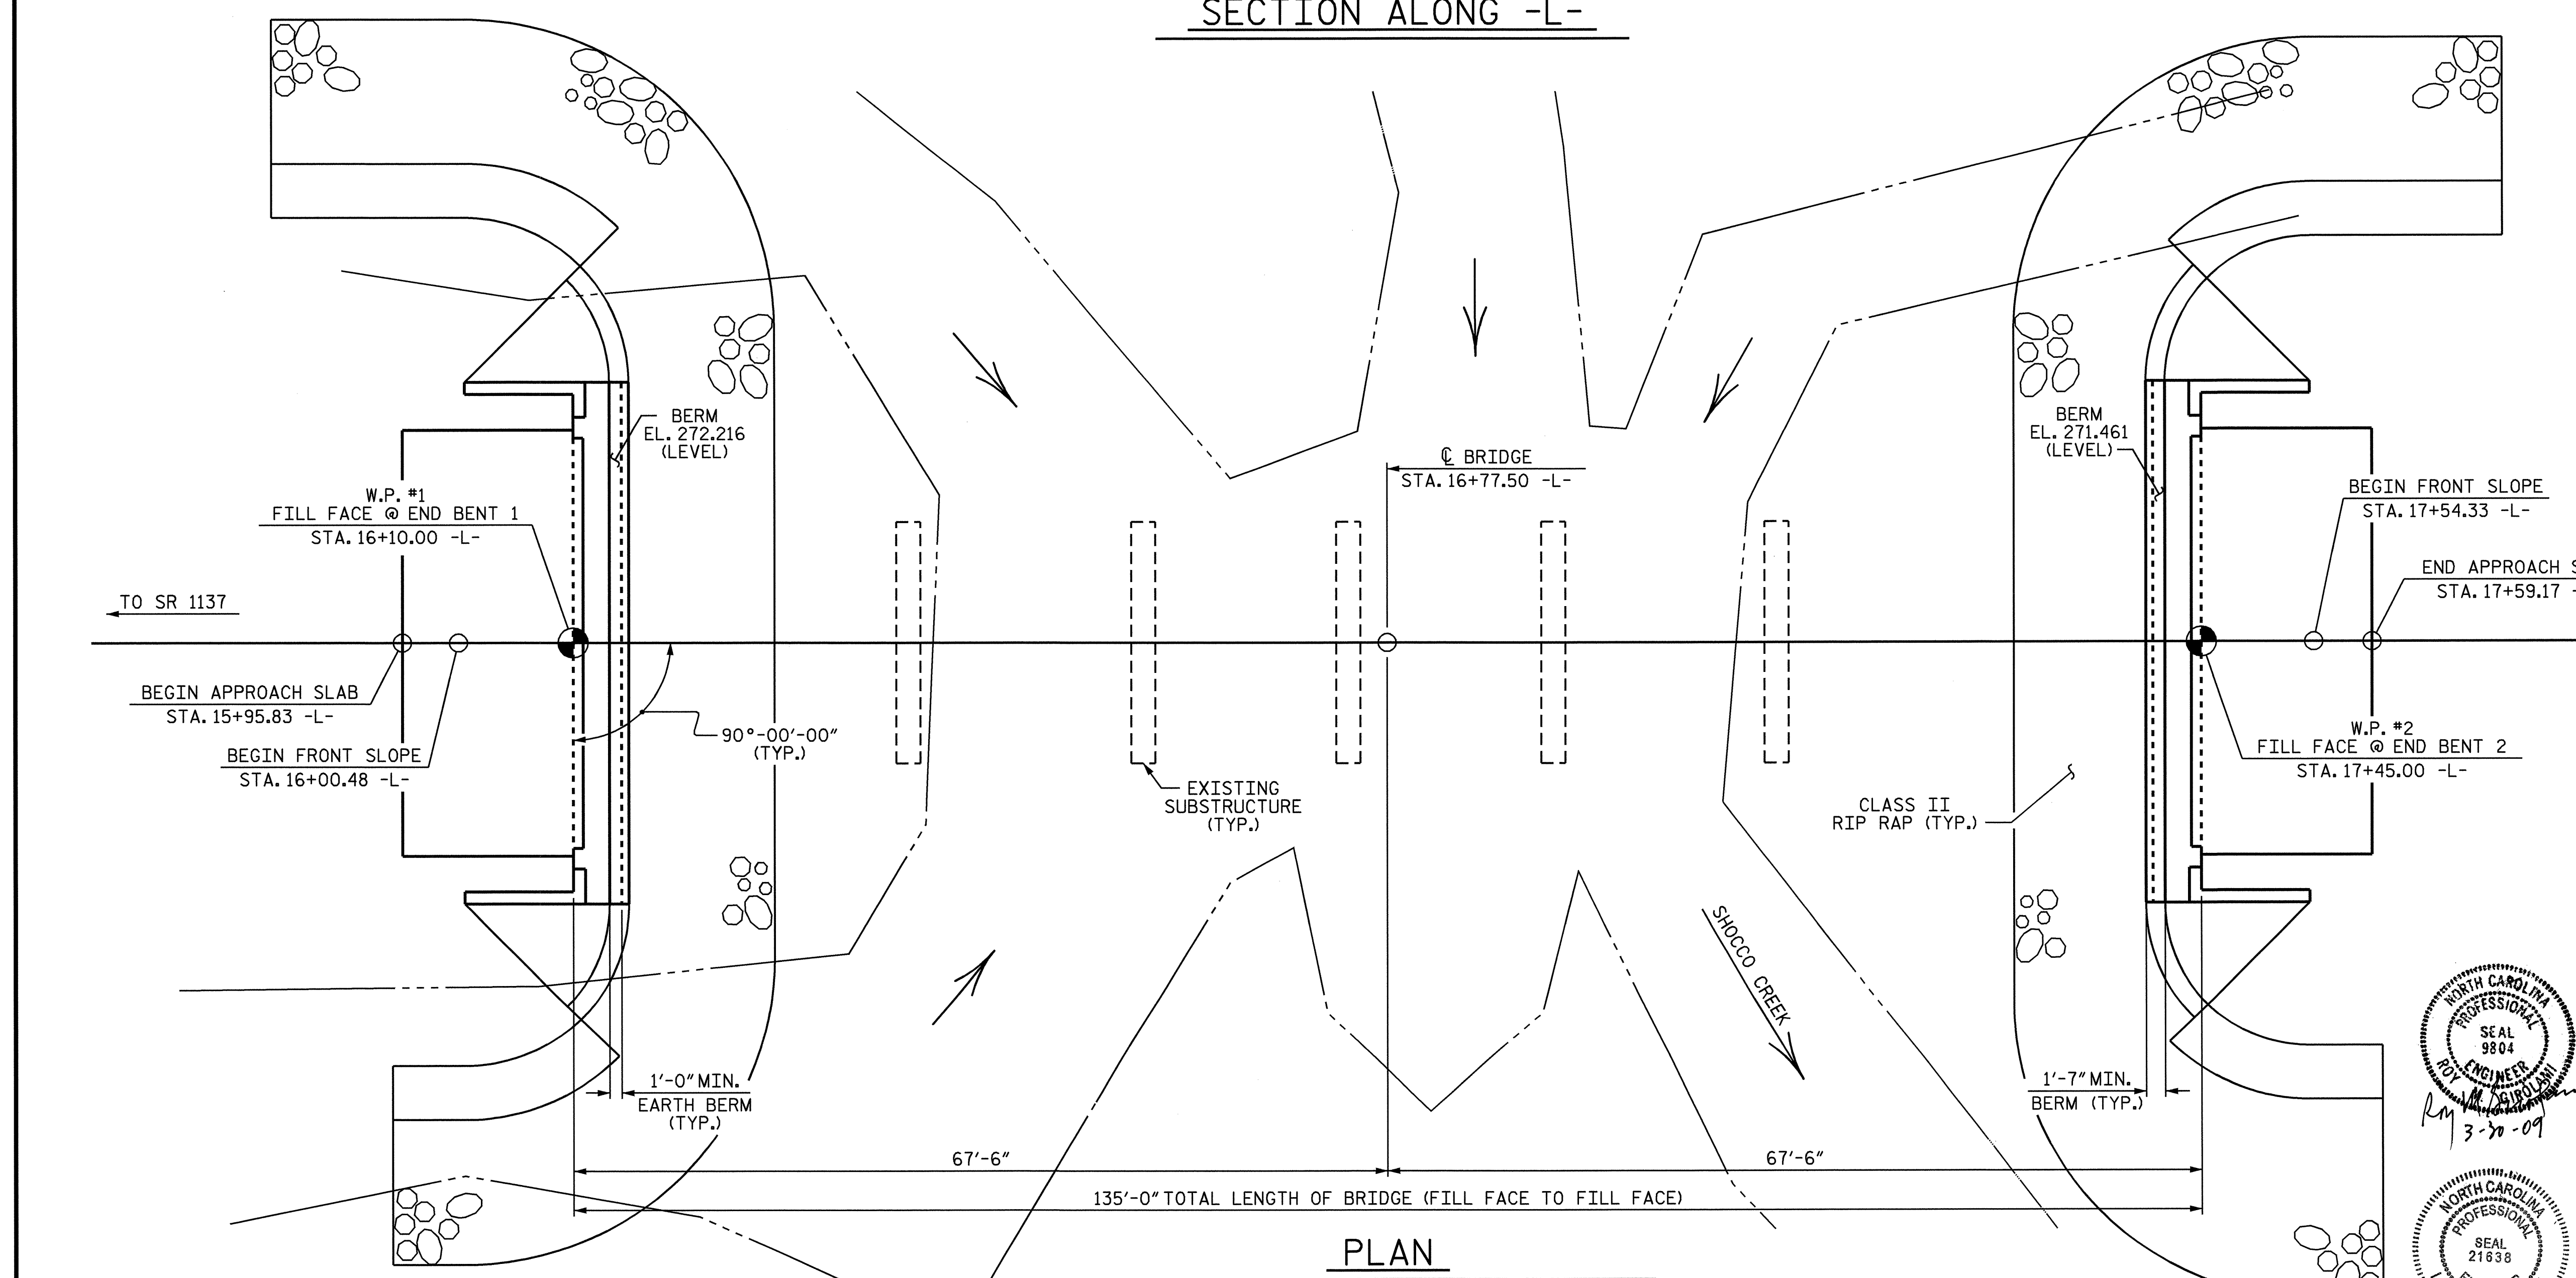 SECTION ALONG -L-
BERM
EL. 272.216
(LEVEL)
BERM
EL. 271.461
(LEVEL)
℄ BRIDGE
STA. 16+77.50 -L-
W.P. #1
FILL FACE @ END BENT 1
STA. 16+10.00 -L-
BEGIN FRONT SLOPE
STA. 17+54.33 -L-
END APPROACH S
STA. 17+59.17 -
TO SR 1137
BEGIN APPROACH SLAB
STA. 15+95.83 -L-
BEGIN FRONT SLOPE
STA. 16+00.48 -L-
90°-00'-00"
(TYP.)
EXISTING
SUBSTRUCTURE
(TYP.)
CLASS II
RIP RAP (TYP.)
W.P. #2
FILL FACE @ END BENT 2
STA. 17+45.00 -L-
SHOCCO CREEK
NORTH CAROLINA
PROFESSIONAL
SEAL
9804
ENGINEER
ROY M. GIROLAMI
3-30-09
1'-0" MIN.
EARTH BERM
(TYP.)
1'-7" MIN.
BERM (TYP.)
67'-6"
67'-6"
135'-0" TOTAL LENGTH OF BRIDGE (FILL FACE TO FILL FACE)
PLAN
NORTH CAROLINA
PROFESSIONAL
SEAL
21638